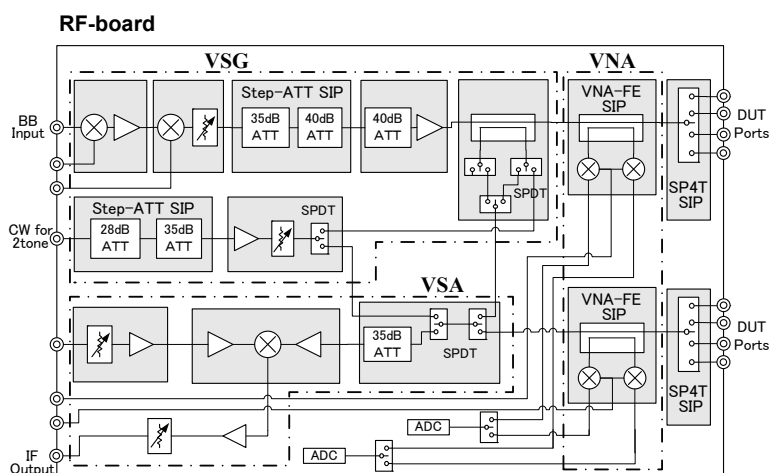 RF-board
VSG
VNA
BB
Input
Step-ATT SIP
35dB
ATT
40dB
ATT
40dB
ATT
SPDT
VNA-FE
SIP
SP4T
SIP
DUT
Ports
CW for
2tone
Step-ATT SIP
28dB
ATT
35dB
ATT
SPDT
VSA
35dB
ATT
SPDT
VNA-FE
SIP
SP4T
SIP
DUT
Ports
IF
Output
ADC
ADC